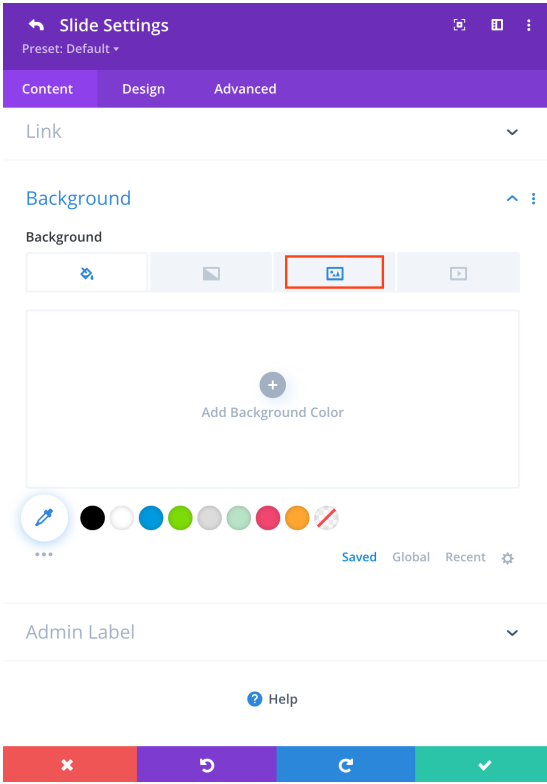 Slide Settings
Preset: Default
Content Design Advanced
Link
Background
Background
Add Background Color
Saved Global Recent
Admin Label
Help